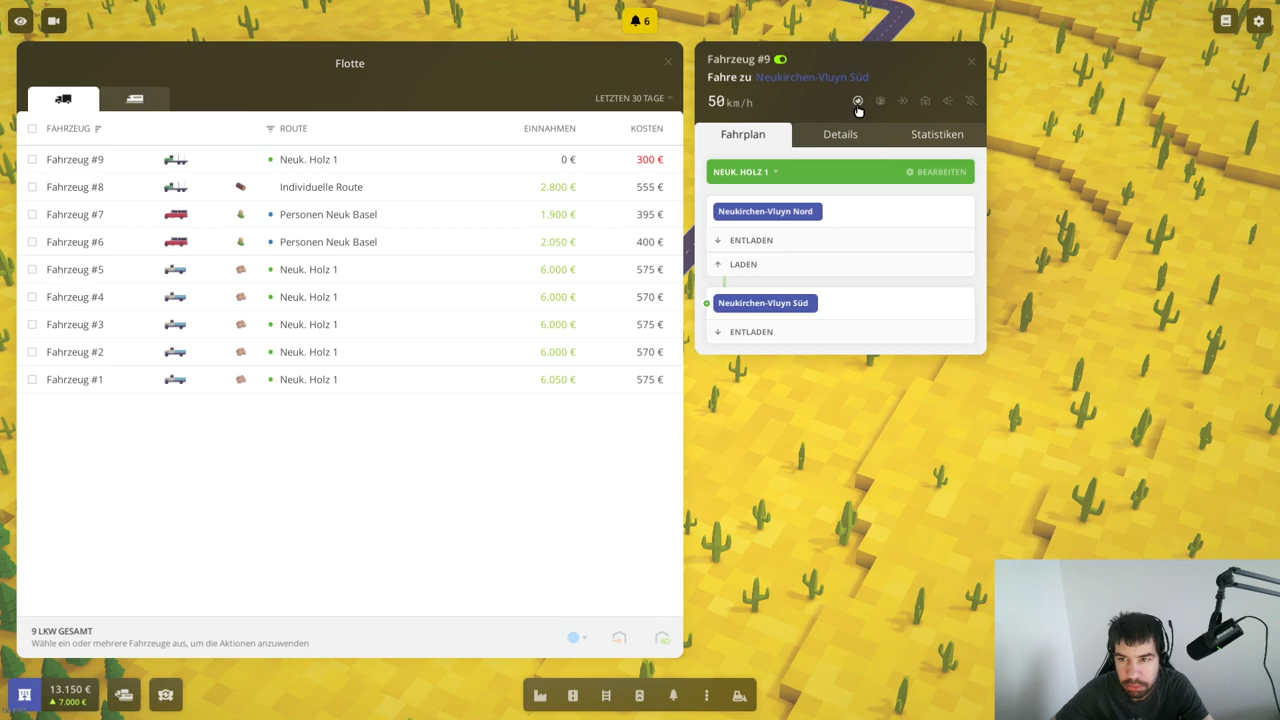 6
Flotte
LETZTEN 30 TAGE
FAHRZEUG ROUTE EINNAHMEN KOSTEN
Fahrzeug #9 Neuk. Holz 1 0 € 300 €
Fahrzeug #8 Individuelle Route 2.800 € 555 €
Fahrzeug #7 Personen Neuk Basel 1.900 € 395 €
Fahrzeug #6 Personen Neuk Basel 2.050 € 400 €
Fahrzeug #5 Neuk. Holz 1 6.000 € 575 €
Fahrzeug #4 Neuk. Holz 1 6.000 € 570 €
Fahrzeug #3 Neuk. Holz 1 6.000 € 575 €
Fahrzeug #2 Neuk. Holz 1 6.000 € 570 €
Fahrzeug #1 Neuk. Holz 1 6.050 € 575 €
9 LKW GESAMT
Wähle ein oder mehrere Fahrzeuge aus, um die Aktionen anzuwenden
Fahrzeug #9
Fahre zu Neukirchen-Vluyn Süd
50 km/h
Fahrplan Details Statistiken
NEUK. HOLZ 1 BEARBEITEN
Neukirchen-Vluyn Nord
ENTLADEN
LADEN
Neukirchen-Vluyn Süd
ENTLADEN
13.150 €
7.000 €